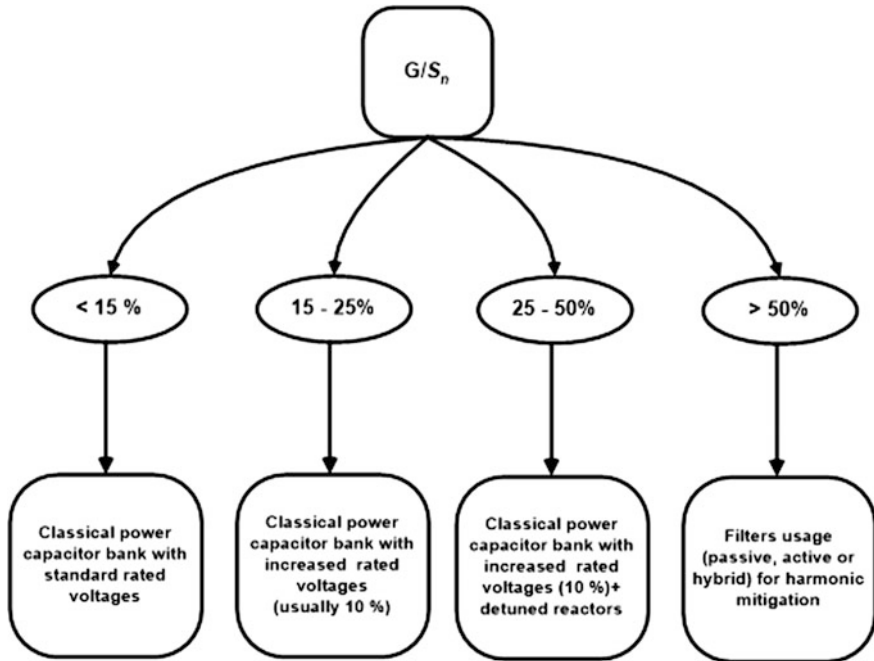 G/Sn
< 15 %
15 - 25%
25 - 50%
> 50%
Classical power
capacitor bank with
standard rated
voltages
Classical power
capacitor bank with
increased rated
voltages
(usually 10 %)
Classical power
capacitor bank with
increased rated
voltages (10 %)+
detuned reactors
Filters usage
(passive, active or
hybrid) for harmonic
mitigation